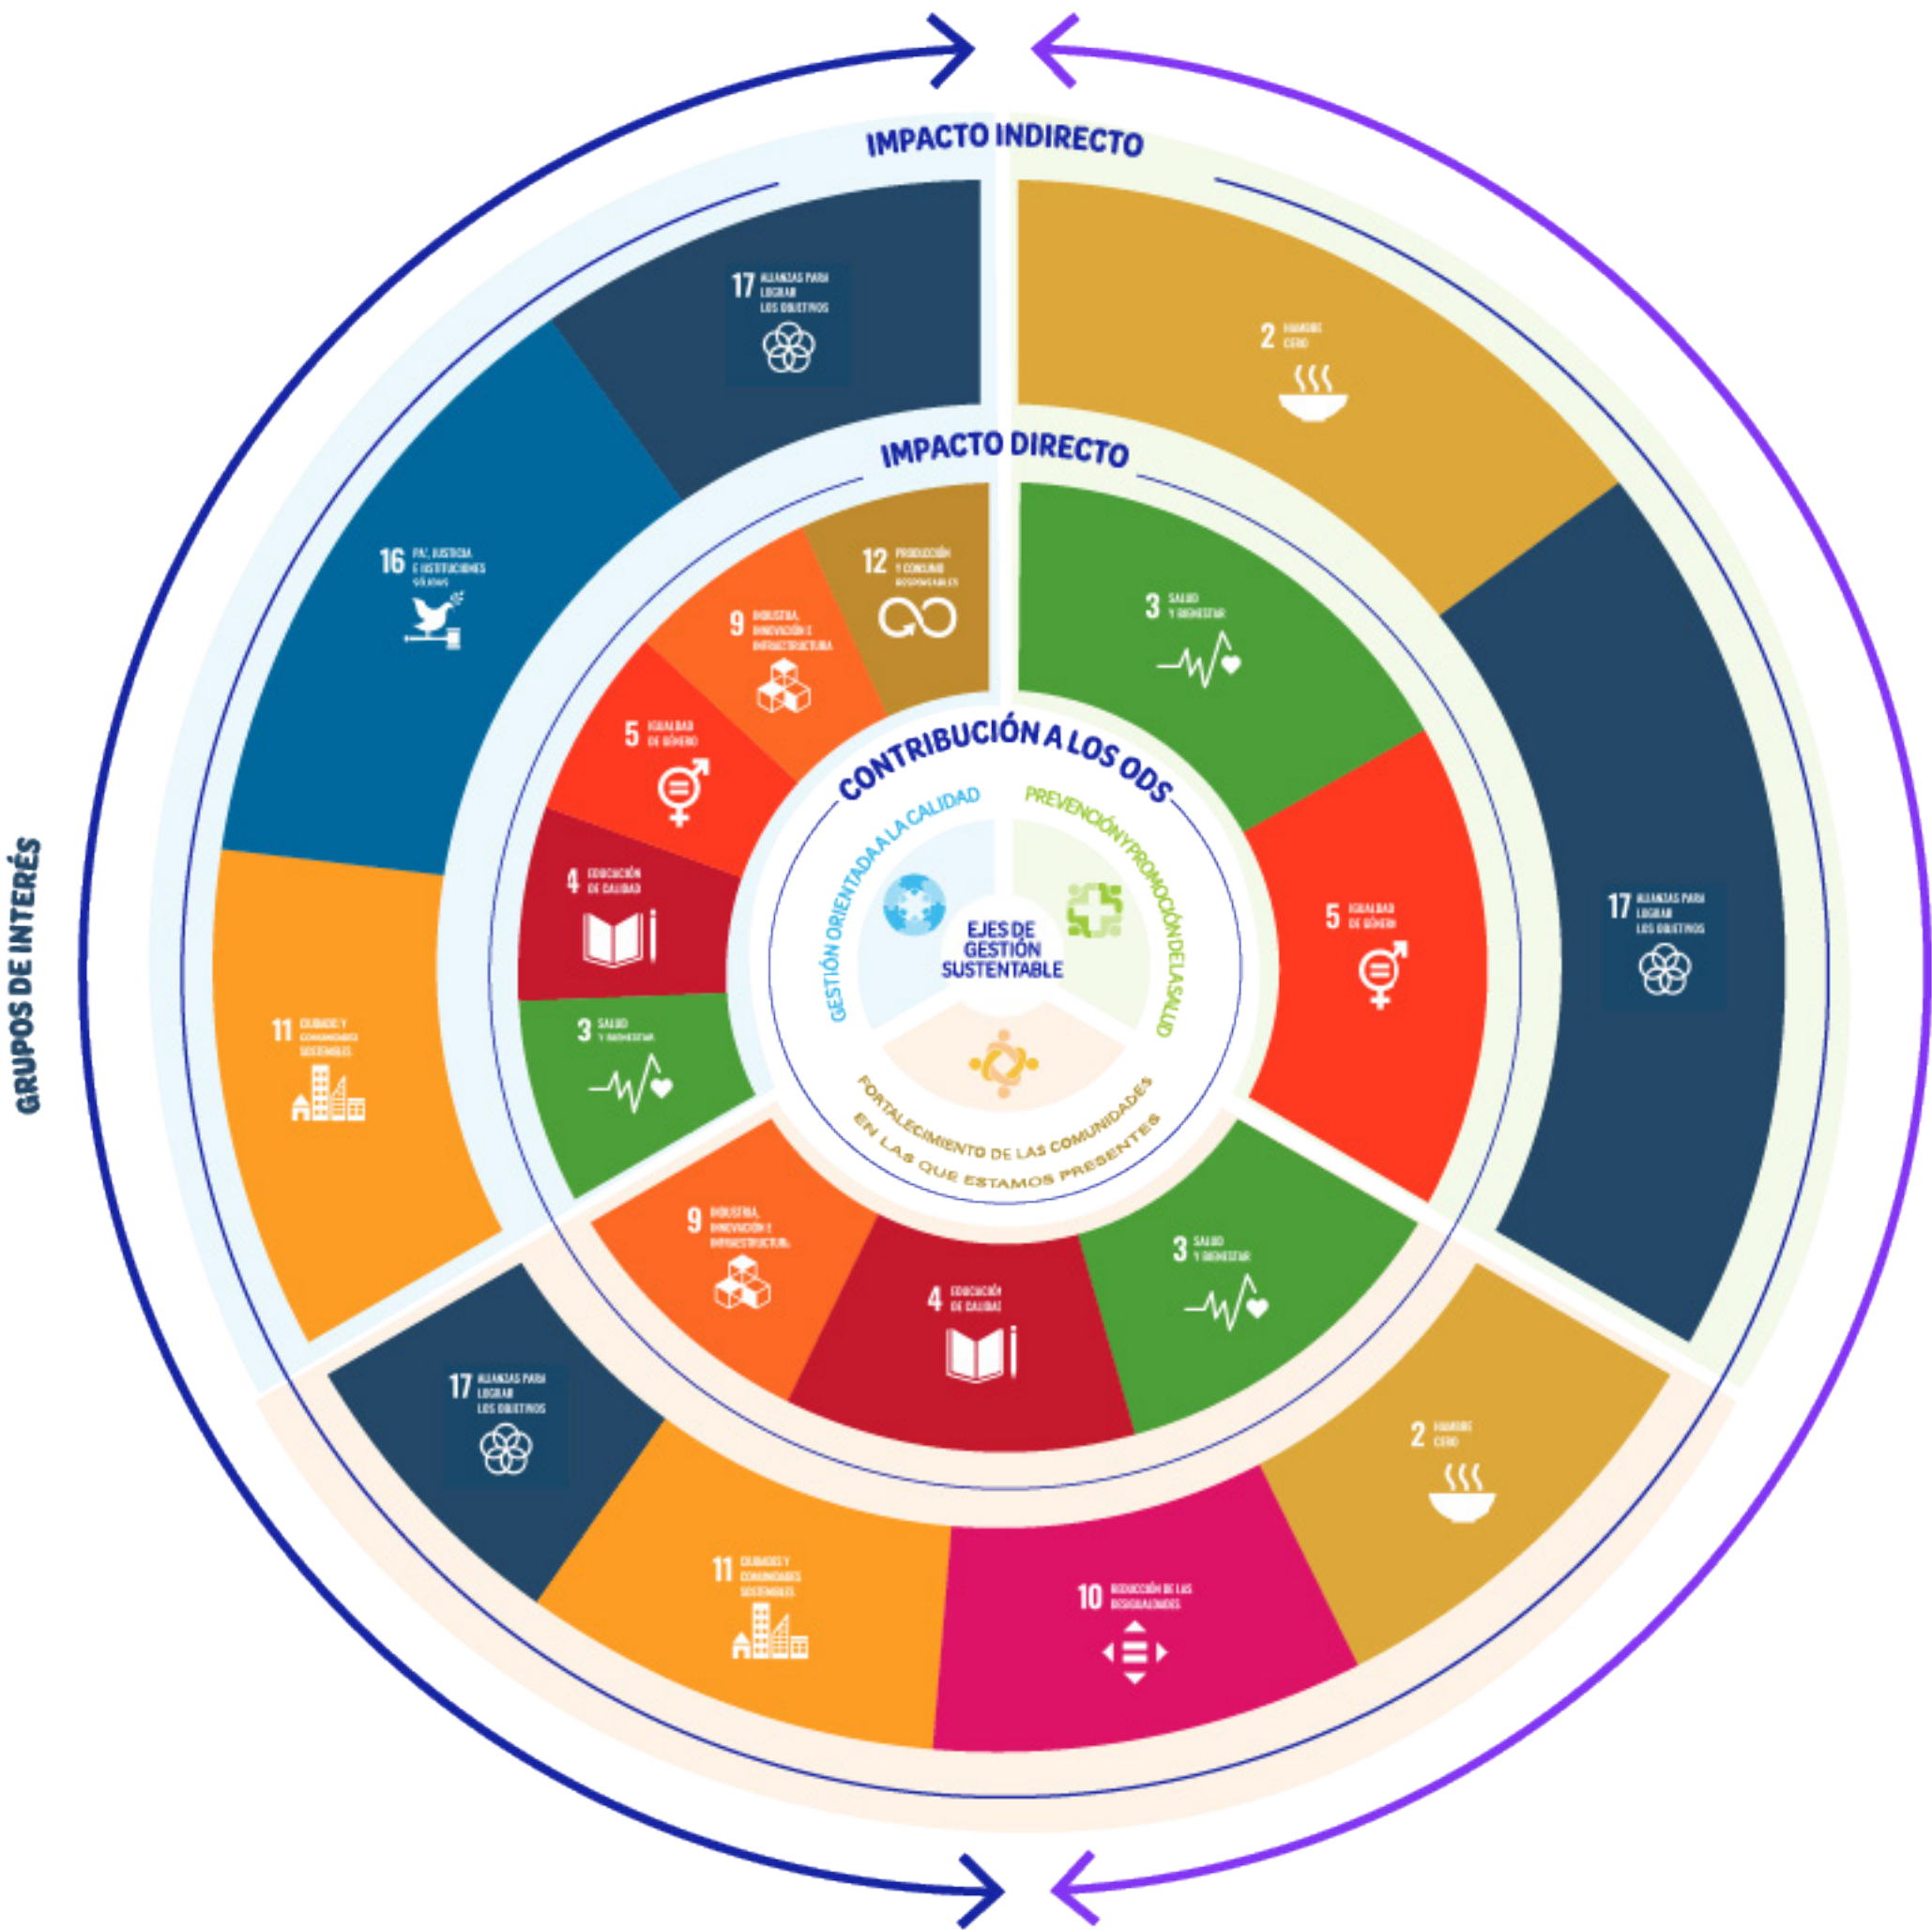 IMPACTO INDIRECTO
17 ALIANZAS PARA
LOGRAR
LOS OBJETIVOS
2 HAMBRE
CERO
16 PAZ, JUSTICIA
E INSTITUCIONES
SÓLIDAS
IMPACTO DIRECTO
12 PRODUCCIÓN
Y CONSUMO
RESPONSABLES
9 INDUSTRIA,
INNOVACIÓN E
INFRAESTRUCTURA
3 SALUD
Y BIENESTAR
5 IGUALDAD
DE GÉNERO
4 EDUCACIÓN
DE CALIDAD
3 SALUD
Y BIENESTAR
5 IGUALDAD
DE GÉNERO
17 ALIANZAS PARA
LOGRAR
LOS OBJETIVOS
11 CIUDADES Y
COMUNIDADES
SOSTENIBLES
GRUPOS DE INTERÉS
CONTRIBUCIÓN A LOS ODS
GESTIÓN ORIENTADA A LA CALIDAD
PREVENCIÓN Y PROMOCIÓN DE LA SALUD
EJES DE
GESTIÓN
SUSTENTABLE
FORTALECIMIENTO DE LAS COMUNIDADES
EN LAS QUE ESTAMOS PRESENTES
9 INDUSTRIA,
INNOVACIÓN E
INFRAESTRUCTURA
4 EDUCACIÓN
DE CALIDAD
3 SALUD
Y BIENESTAR
17 ALIANZAS PARA
LOGRAR
LOS OBJETIVOS
11 CIUDADES Y
COMUNIDADES
SOSTENIBLES
10 REDUCCIÓN DE LAS
DESIGUALDADES
2 HAMBRE
CERO